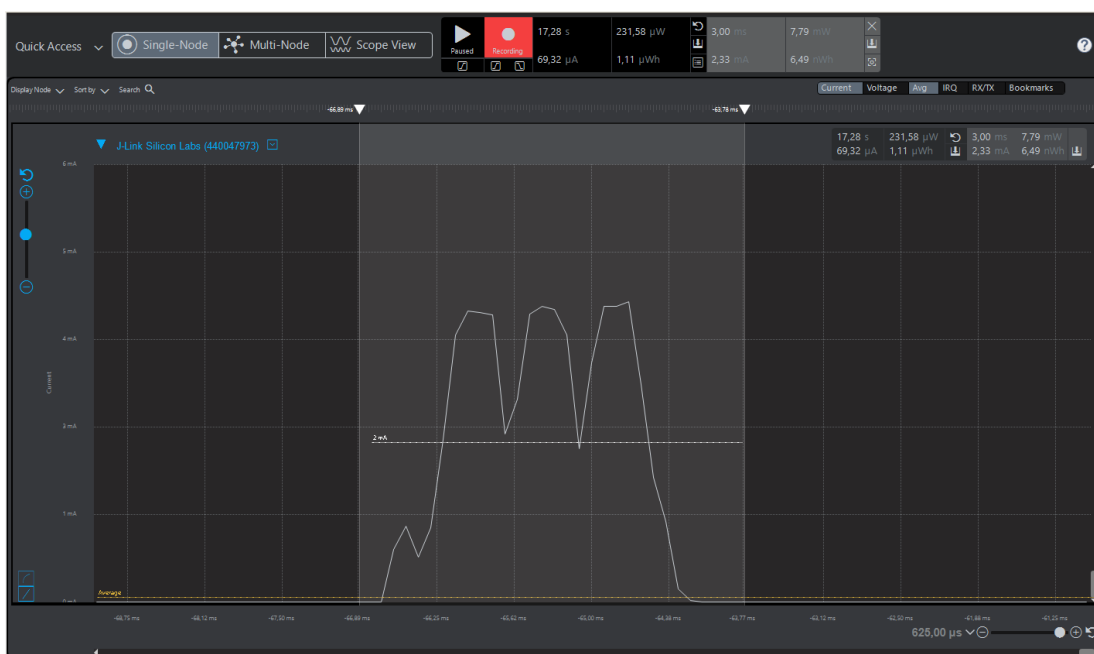 Quick Access
Single-Node
Multi-Node
Scope View
Paused
Recording
17,28 s
231,58 µW
69,32 µA
1,11 µWh
3,00 ms
7,79 mW
2,33 mA
6,49 nWh
Display Node
Sort by
Search
Current
Voltage
Avg
IRQ
RX/TX
Bookmarks
-66,89 ms
-63,78 ms
J-Link Silicon Labs (440047973)
17,28 s 231,58 µW 3,00 ms 7,79 mW
69,32 µA 1,11 µWh 2,33 mA 6,49 nWh
6 mA
5 mA
4 mA
3 mA
2 mA
1 mA
0 mA
Current
Average
-68,75 ms
-68,12 ms
-67,50 ms
-66,88 ms
-66,25 ms
-65,62 ms
-65,00 ms
-64,38 ms
-63,77 ms
-63,12 ms
-62,50 ms
-61,88 ms
-61,25 ms
625,00 µs